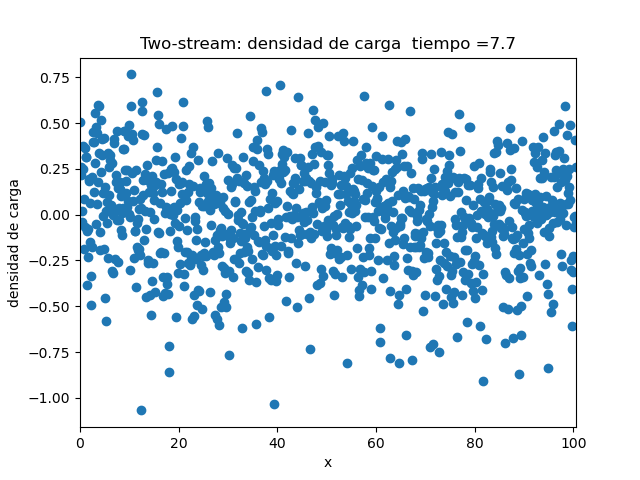 Two-stream: densidad de carga  tiempo =7.7
densidad de carga
0.75
0.50
0.25
0.00
−0.25
−0.50
−0.75
−1.00
0 20 40 60 80 100
x